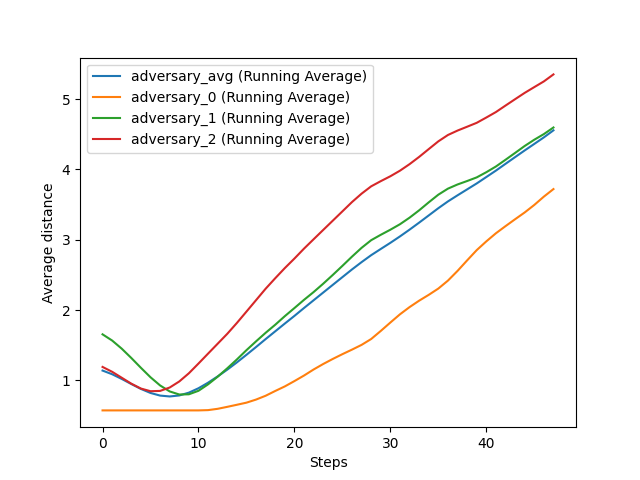 adversary_avg (Running Average)
adversary_0 (Running Average)
adversary_1 (Running Average)
adversary_2 (Running Average)
5
4
3
2
1
Average distance
0
10
20
30
40
Steps